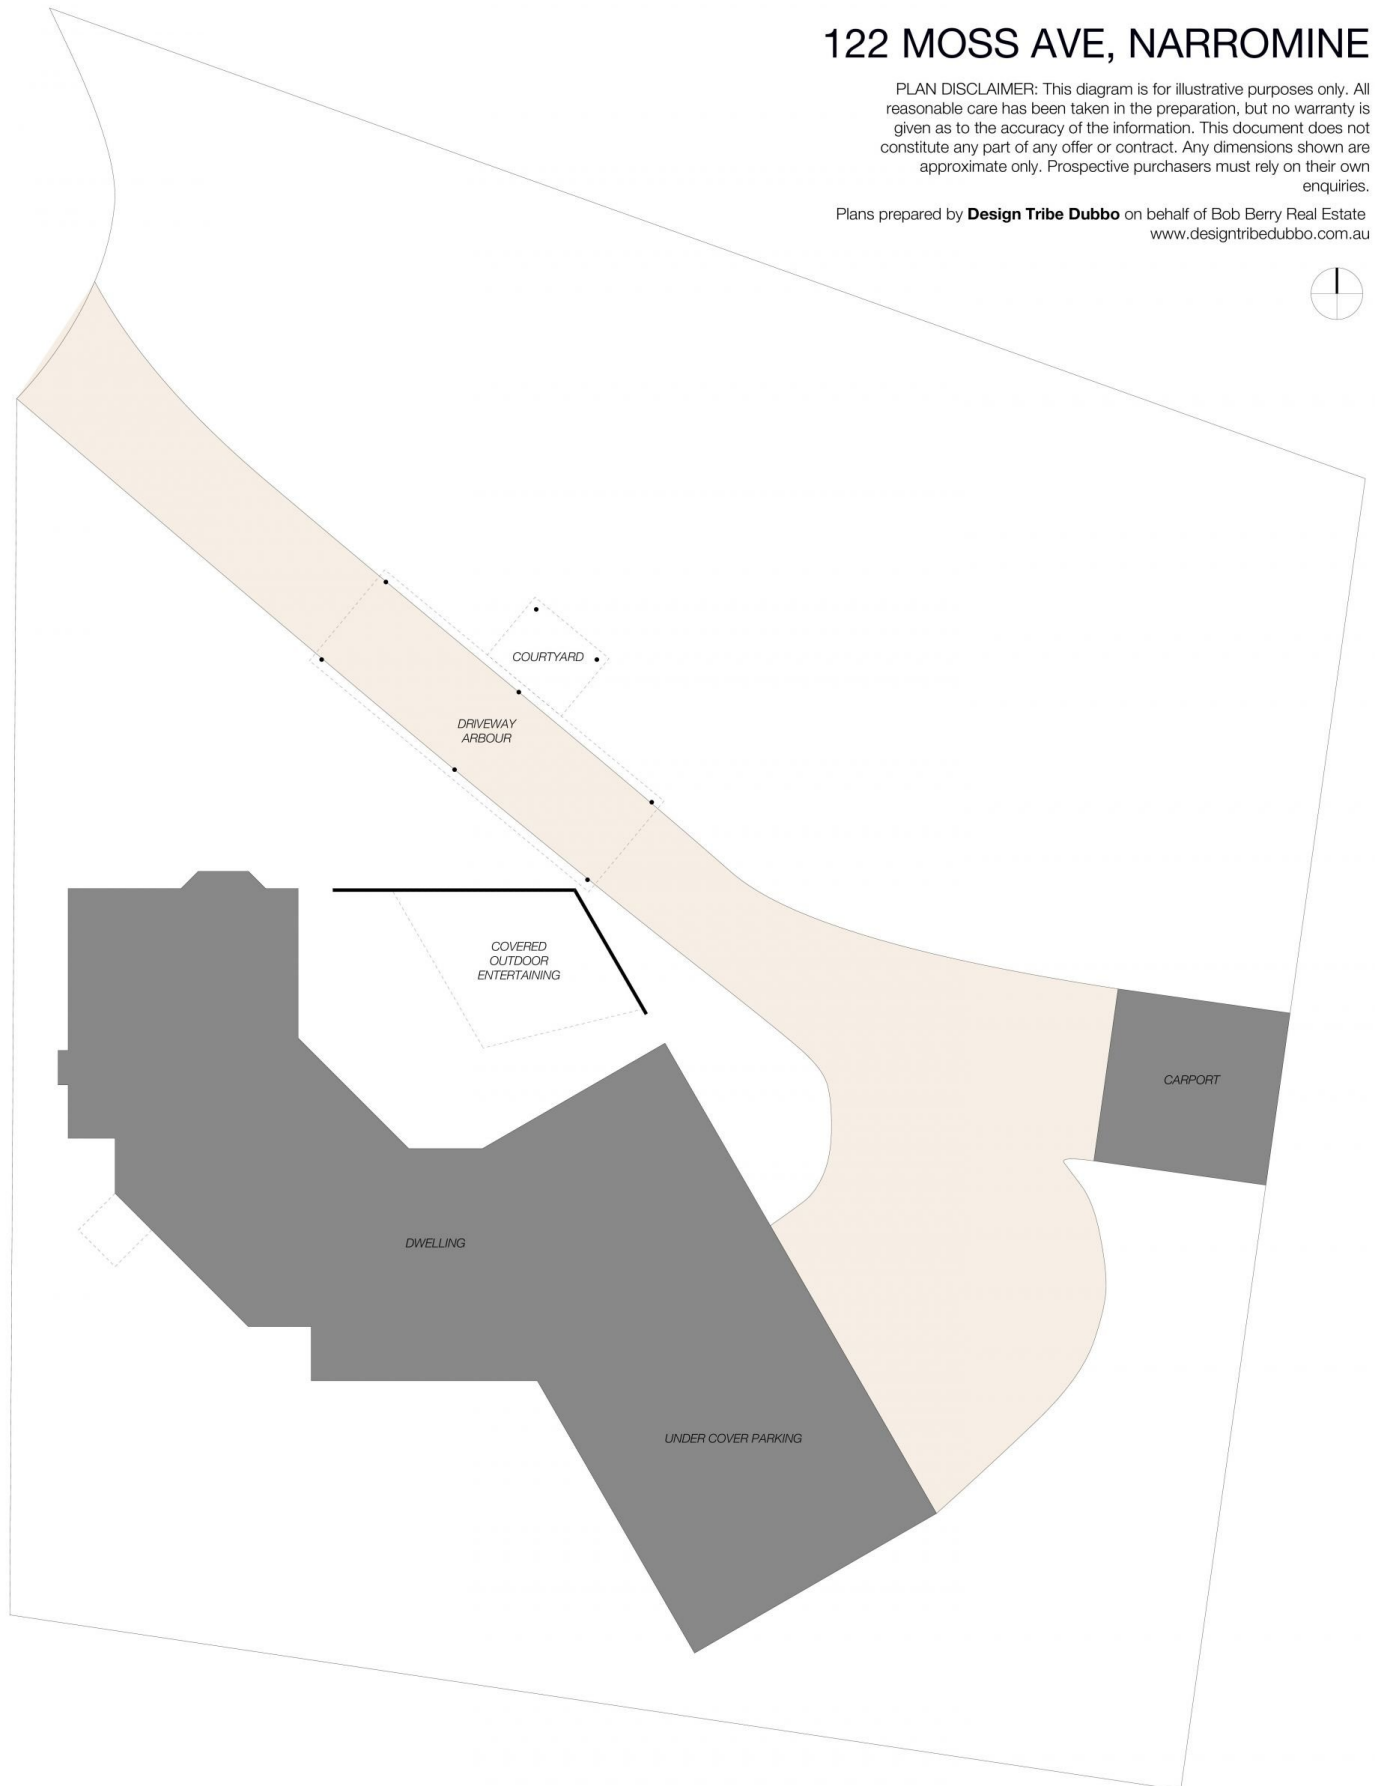 122 MOSS AVE, NARROMINE
PLAN DISCLAIMER: This diagram is for illustrative purposes only. All
reasonable care has been taken in the preparation, but no warranty is
given as to the accuracy of the information. This document does not
constitute any part of any offer or contract. Any dimensions shown are
approximate only. Prospective purchasers must rely on their own
enquiries.
Plans prepared by Design Tribe Dubbo on behalf of Bob Berry Real Estate
www.designtribedubbo.com.au
COURTYARD
DRIVEWAY
ARBOUR
COVERED
OUTDOOR
ENTERTAINING
CARPORT
DWELLING
UNDER COVER PARKING